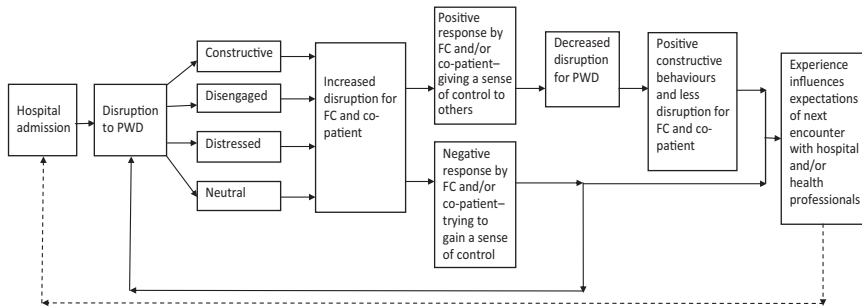 Hospital
admission
Disruption
to PWD
Constructive
Disengaged
Distressed
Neutral
Increased
disruption for
FC and co-
patient
Positive
response by
FC and/or
co-patient–
giving a sense
of control to
others
Negative
response by
FC and/or
co-patient–
trying to
gain a sense
of control
Decreased
disruption
for PWD
Positive
constructive
behaviours
and less
disruption for
FC and co-
patient
Experience
influences
expectations
of next
encounter
with hospital
and/or
health
professionals